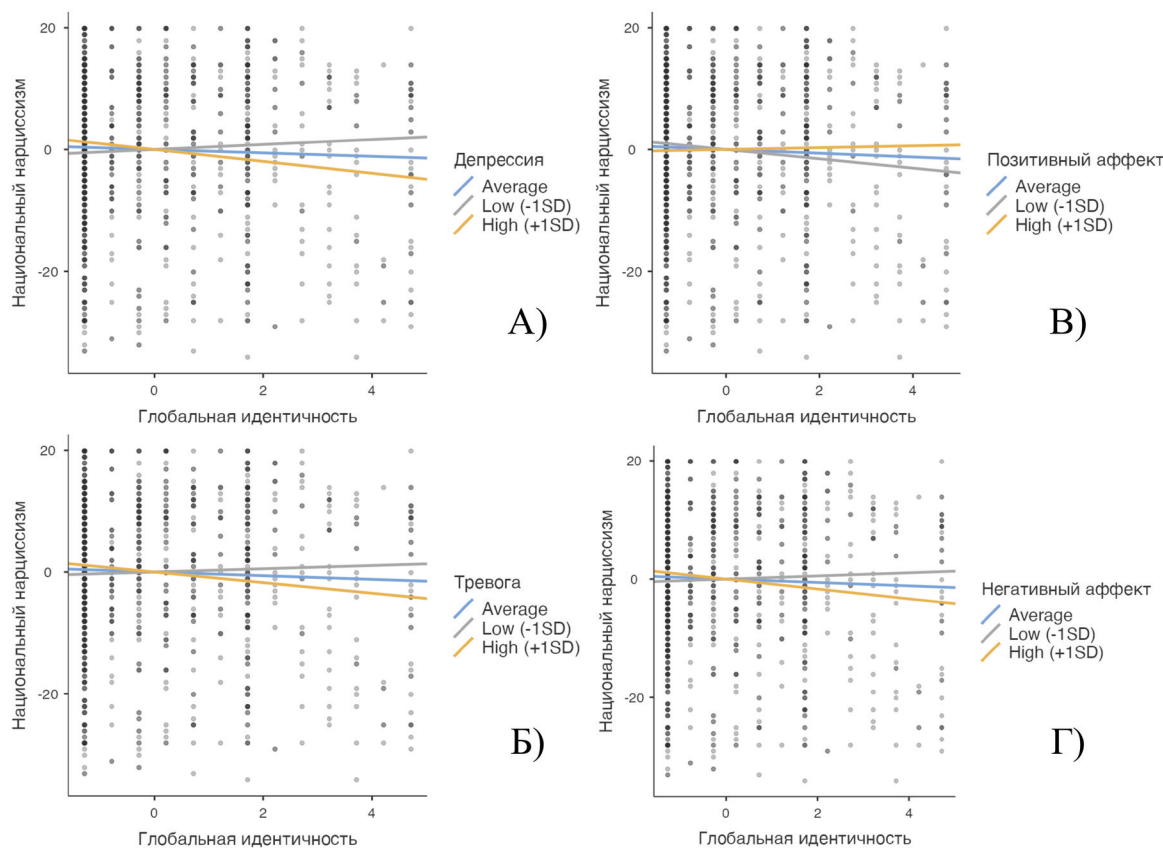 20
0
-20
Национальный нарциссизм
0
2
4
Глобальная идентичность
Депрессия
Average
Low (-1SD)
High (+1SD)
А)
20
0
-20
Национальный нарциссизм
0
2
4
Глобальная идентичность
Позитивный аффект
Average
Low (-1SD)
High (+1SD)
В)
20
0
-20
Национальный нарциссизм
0
2
4
Глобальная идентичность
Тревога
Average
Low (-1SD)
High (+1SD)
Б)
20
0
-20
Национальный нарциссизм
0
2
4
Глобальная идентичность
Негативный аффект
Average
Low (-1SD)
High (+1SD)
Г)